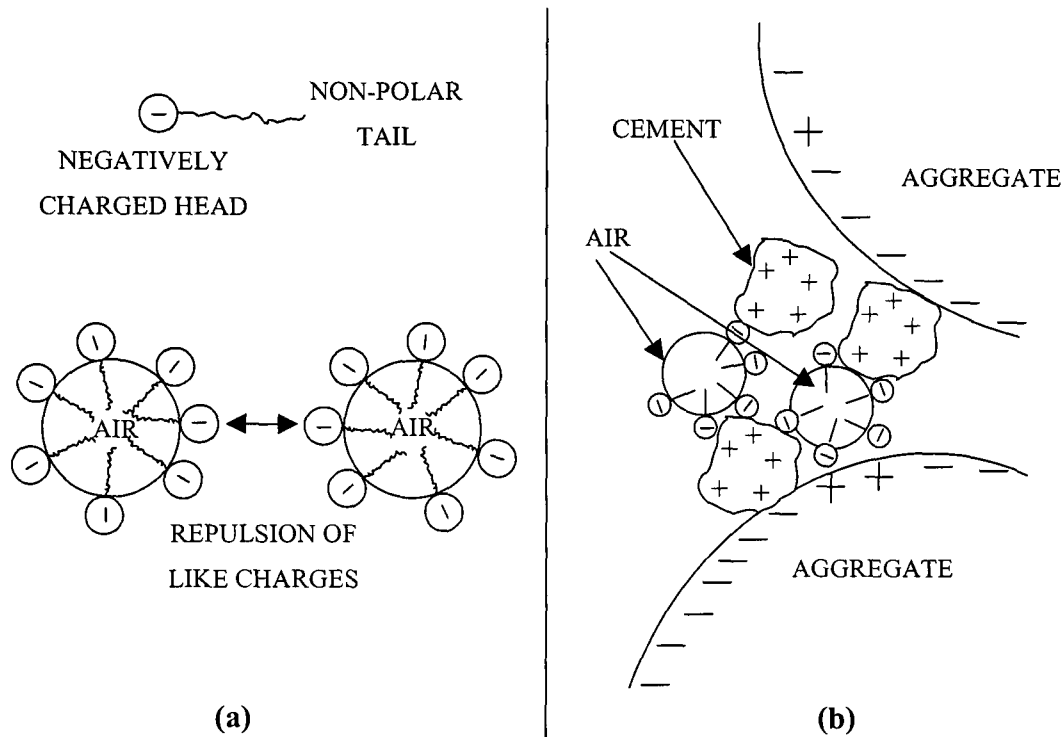 NON-POLAR
TAIL
NEGATIVELY
CHARGED HEAD
AIR
AIR
REPULSION OF
LIKE CHARGES
(a)
CEMENT
AGGREGATE
AIR
AGGREGATE
(b)